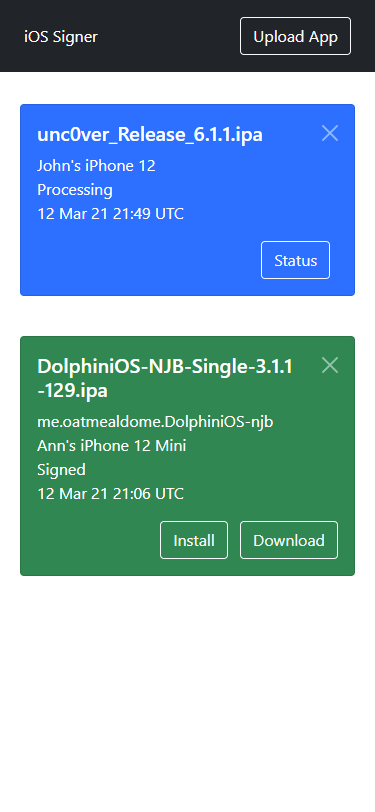 iOS Signer
Upload App
unc0ver_Release_6.1.1.ipa
John's iPhone 12
Processing
12 Mar 21 21:49 UTC
Status
DolphiniOS-NJB-Single-3.1.1
-129.ipa
me.oatmealdome.DolphiniOS-njb
Ann's iPhone 12 Mini
Signed
12 Mar 21 21:06 UTC
Install
Download